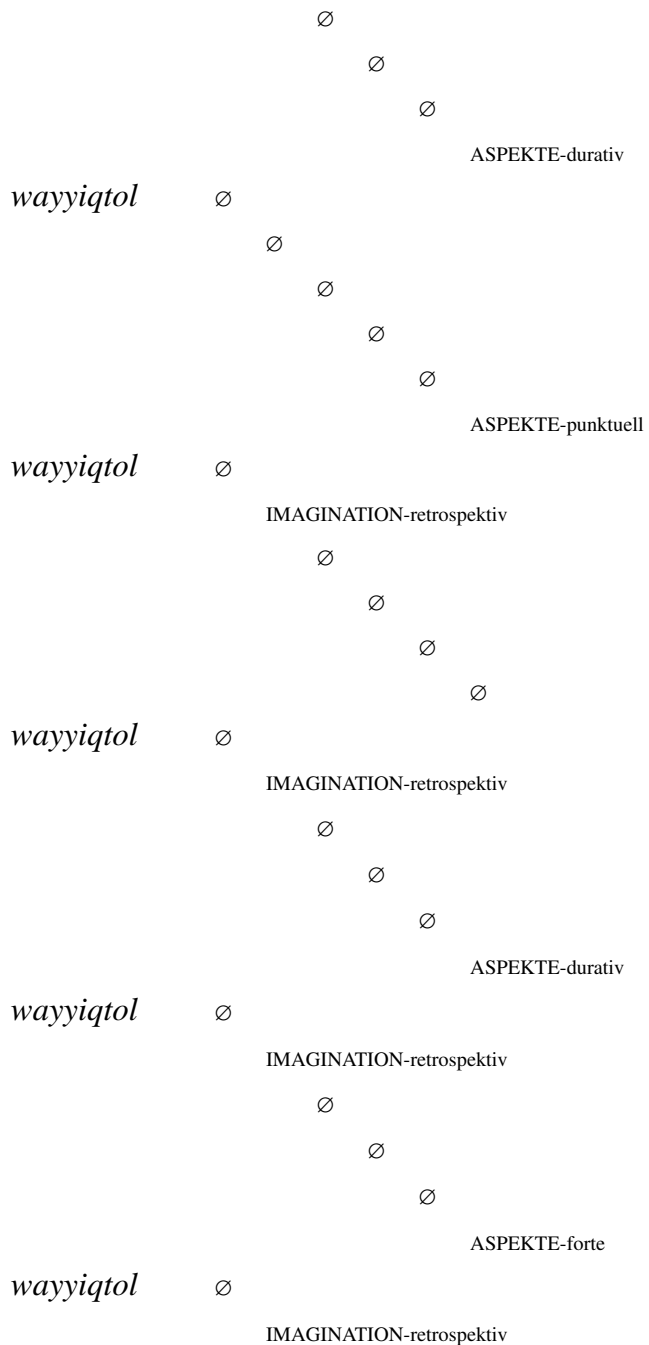 ∅
∅
∅
ASPEKTE-durativ
wayyiqtol ∅
∅
∅
∅
∅
ASPEKTE-punktuell
wayyiqtol ∅
IMAGINATION-retrospektiv
∅
∅
∅
∅
wayyiqtol ∅
IMAGINATION-retrospektiv
∅
∅
∅
ASPEKTE-durativ
wayyiqtol ∅
IMAGINATION-retrospektiv
∅
∅
∅
ASPEKTE-forte
wayyiqtol ∅
IMAGINATION-retrospektiv